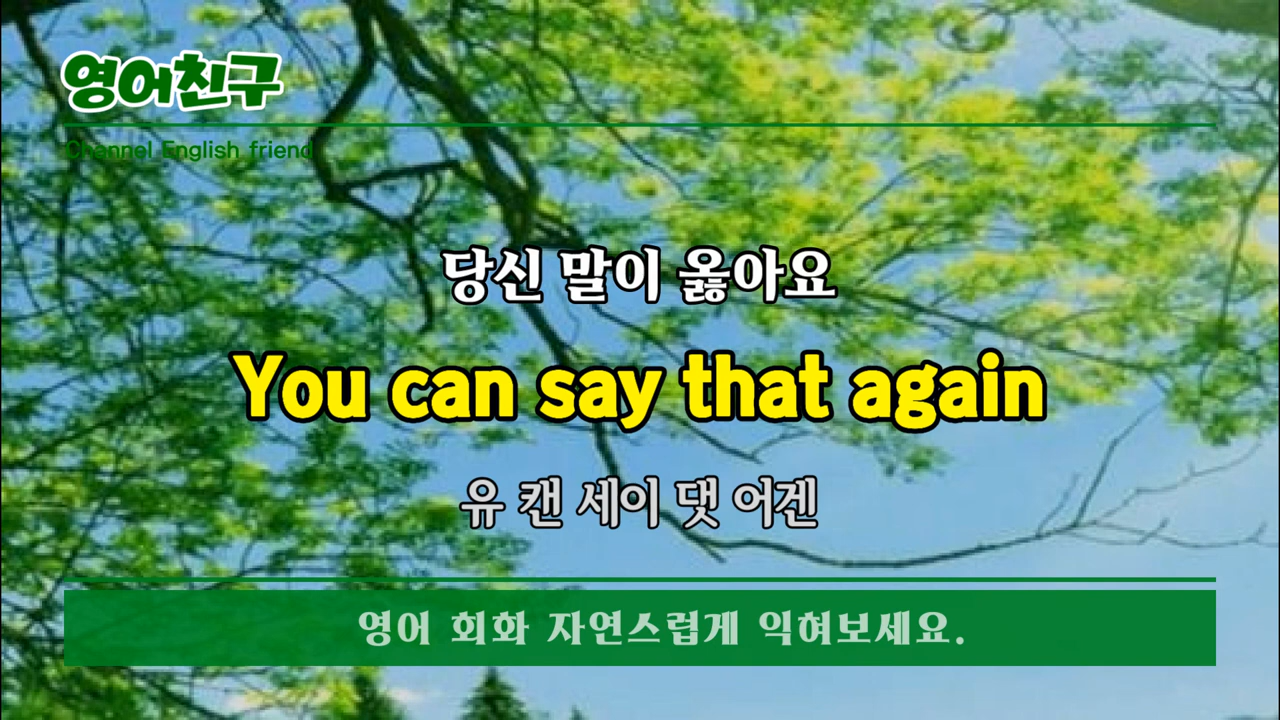 영어친구
Channel English friend
당신 말이 옳아요
You can say that again
유 캔 세이 댓 어겐
영어 회화 자연스럽게 익혀보세요.